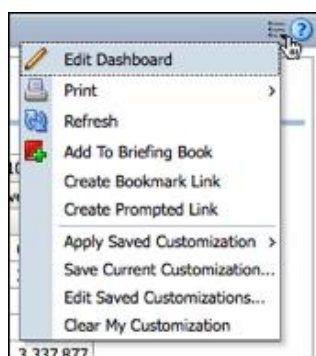 Edit Dashboard
Print
Refresh
Add To Briefing Book
Create Bookmark Link
Create Prompted Link
Apply Saved Customization
Save Current Customization...
Edit Saved Customizations...
Clear My Customization
3,337,877